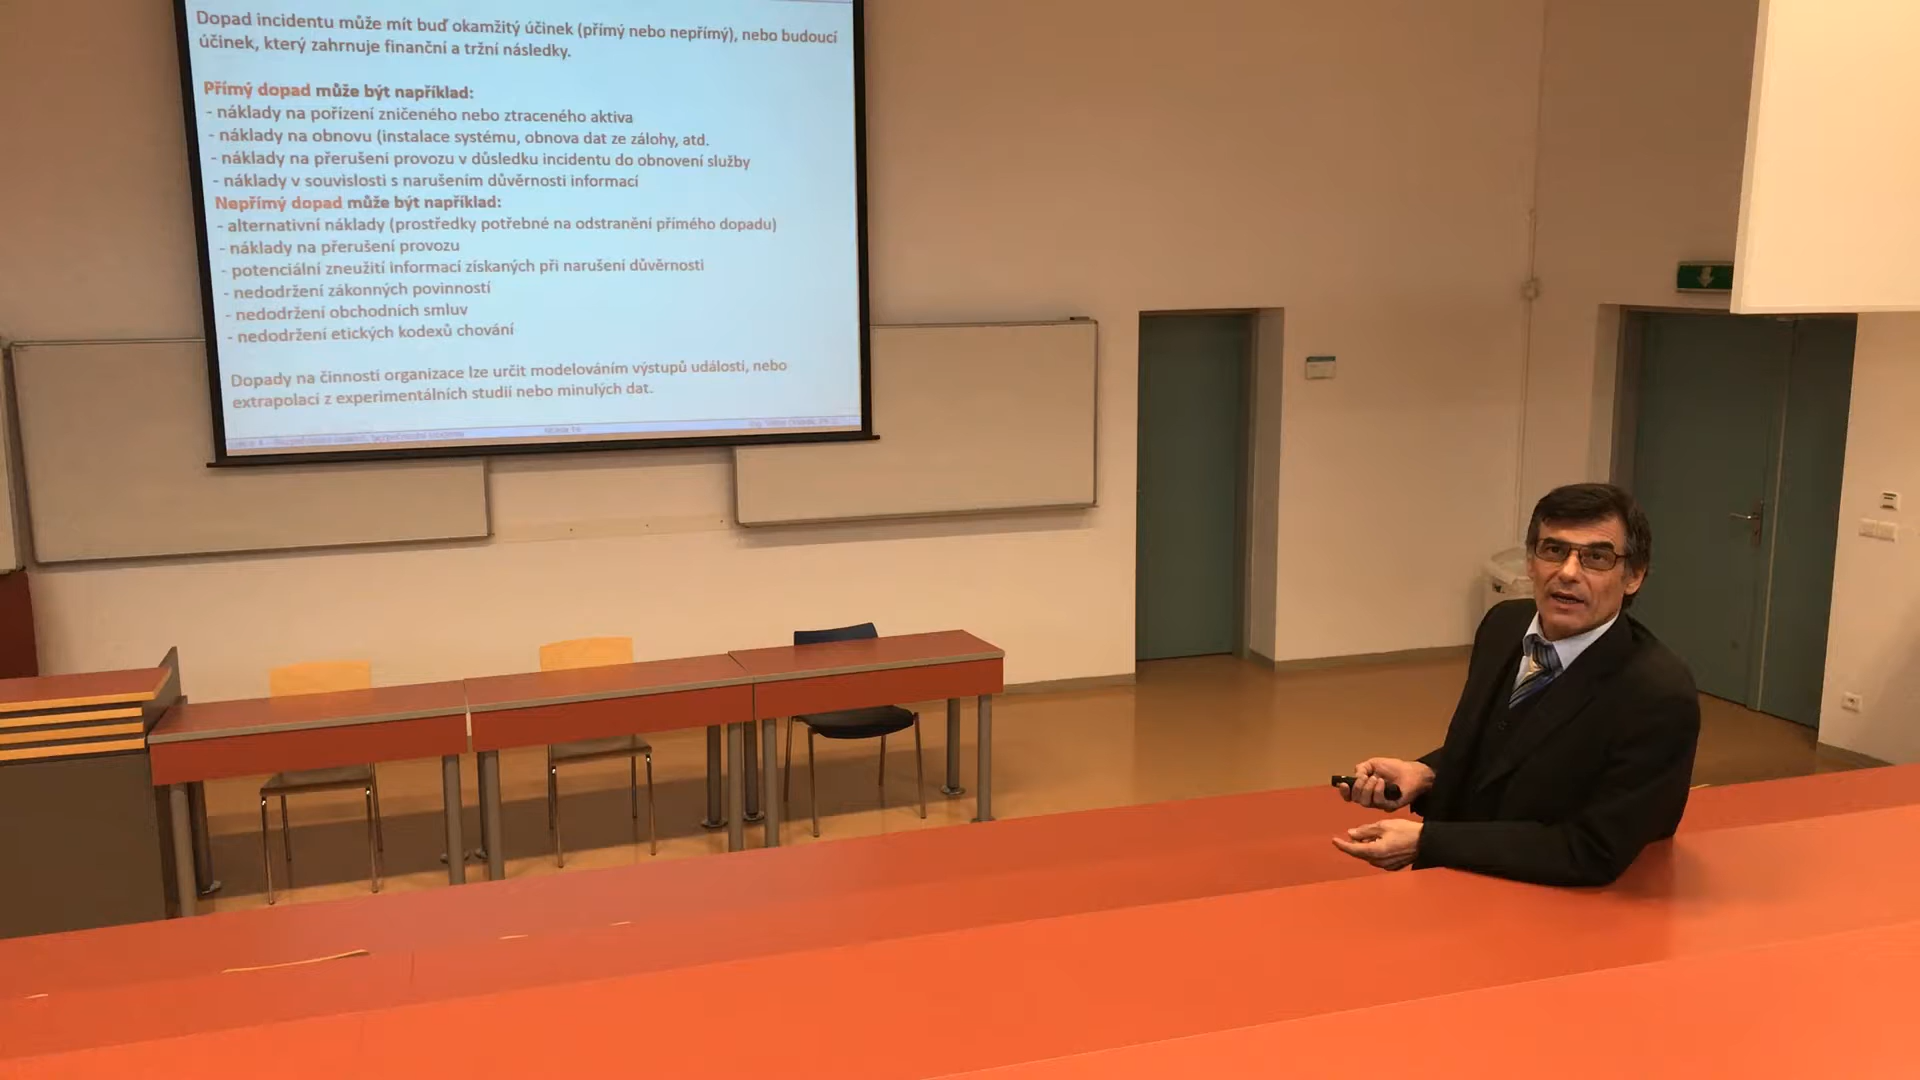 Dopad incidentu může mít buď okamžitý účinek (přímý nebo nepřímý), nebo budoucí
účinek, který zahrnuje finanční a tržní následky.
Přímý dopad může být například:
- náklady na pořízení zničeného nebo ztraceného aktiva
- náklady na obnovu (instalace systému, obnova dat ze zálohy, atd.
- náklady na přerušení provozu v důsledku incidentu do obnovení služby
- náklady v souvislosti s narušením důvěrnosti informací
Nepřímý dopad může být například:
- alternativní náklady (prostředky potřebné na odstranění přímého dopadu)
- náklady na přerušení provozu
- potenciální zneužití informací získaných při narušení důvěrnosti
- nedodržení zákonných povinností
- nedodržení obchodních smluv
- nedodržení etických kodexů chování
Dopady na činnosti organizace lze určit modelováním výstupů události, nebo
extrapolací z experimentálních studií nebo minulých dat.